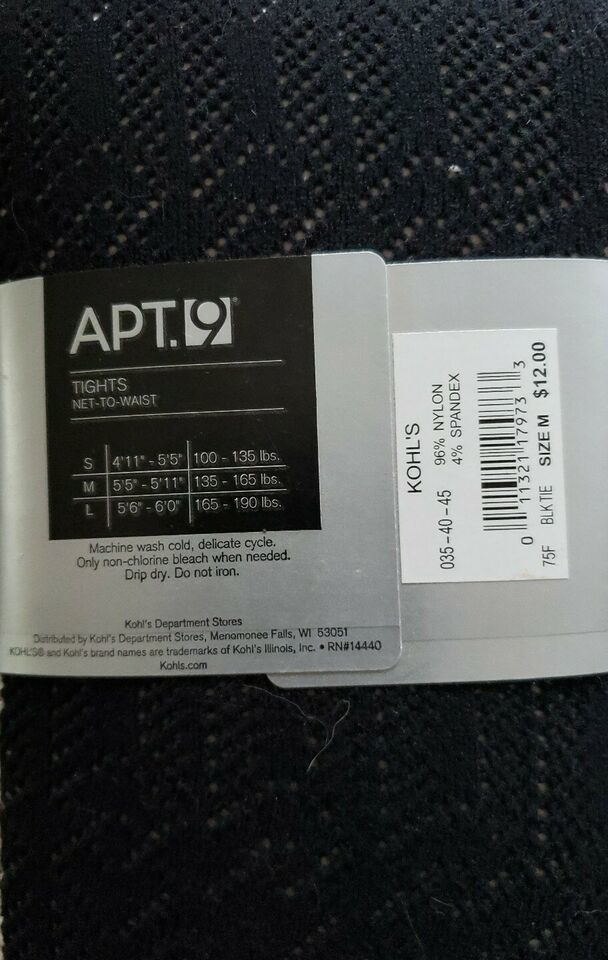 APT.9®
TIGHTS
NET-TO-WAIST
S 4'11" - 5'5" 100 - 135 lbs.
M 5'5" - 5'11" 135 - 165 lbs.
L 5'6" - 6'0" 165 - 190 lbs.
Machine wash cold, delicate cycle.
Only non-chlorine bleach when needed.
Drip dry. Do not iron.
Kohl's Department Stores
Distributed by Kohl's Department Stores, Menomonee Falls, WI 53051
KOHL'S® and Kohl's brand names are trademarks of Kohl's Illinois, Inc. • RN#14440
Kohls.com
KOHL'S
035-40-45 96% NYLON
4% SPANDEX
0 11321 17973 3
75F BLKTIE SIZE M $12.00